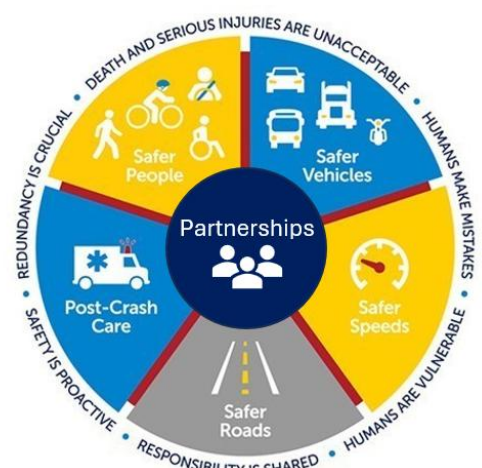 DEATH AND SERIOUS INJURIES ARE UNACCEPTABLE
HUMANS MAKE MISTAKES
HUMANS ARE VULNERABLE
RESPONSIBILITY IS SHARED
SAFETY IS PROACTIVE
REDUNDANCY IS CRUCIAL
Safer
People
Safer
Vehicles
Partnerships
Post-Crash
Care
Safer
Speeds
Safer
Roads